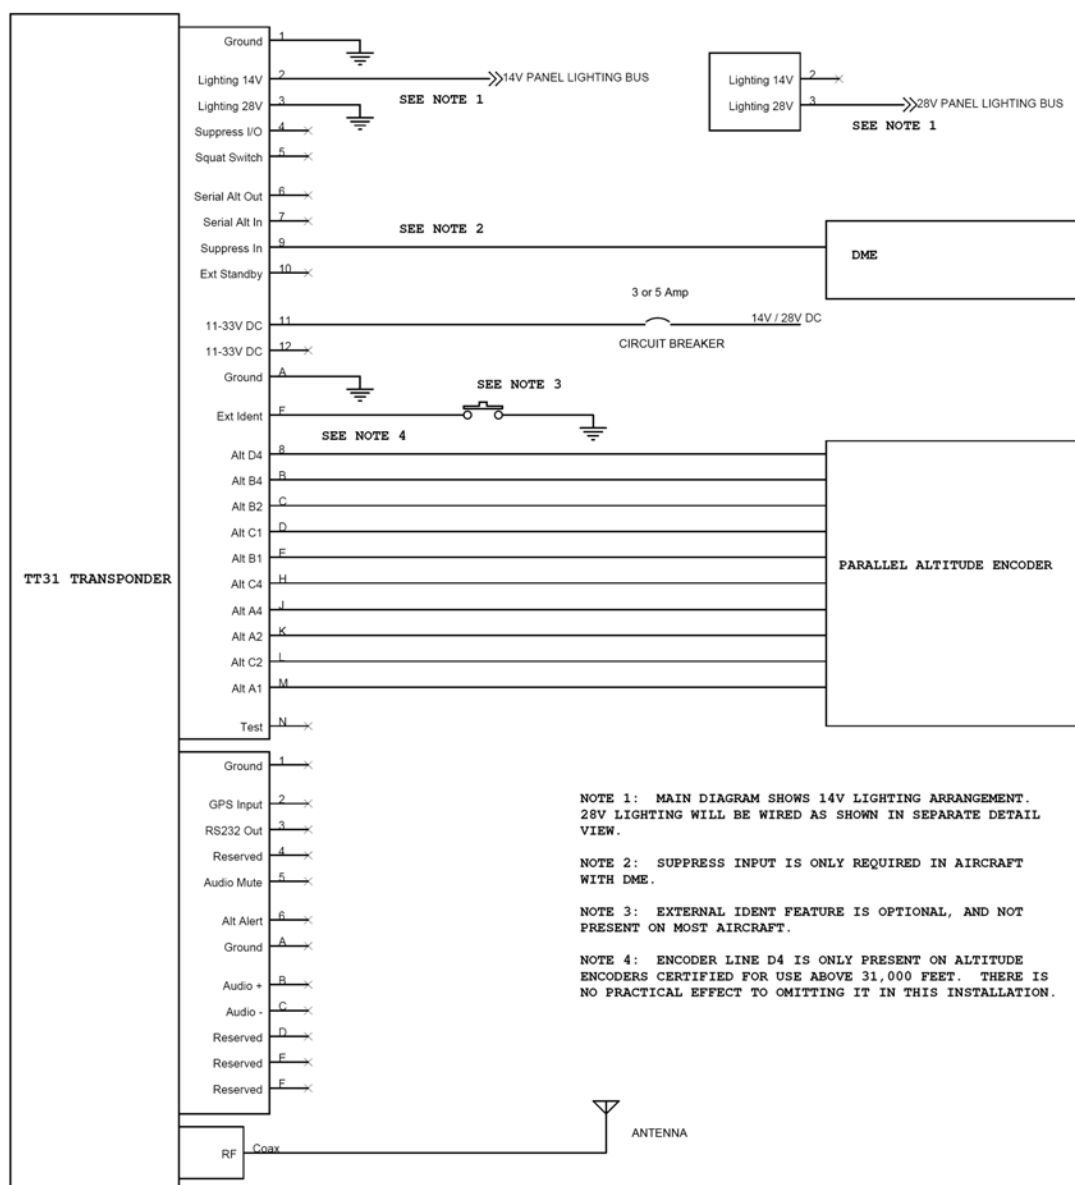 Ground 1
Lighting 14V 2 14V PANEL LIGHTING BUS
SEE NOTE 1
Lighting 28V 3
Suppress I/O 4
Squat Switch 5
Lighting 14V 2
Lighting 28V 3 28V PANEL LIGHTING BUS
SEE NOTE 1
Serial Alt Out 6
Serial Alt In 7
SEE NOTE 2
Suppress In 9
DME
Ext Standby 10
3 or 5 Amp
11-33V DC 11 14V / 28V DC
CIRCUIT BREAKER
11-33V DC 12
Ground A
SEE NOTE 3
Ext Ident F
SEE NOTE 4
Alt D4 8
Alt B4 B
Alt B2 C
Alt C1 D
Alt B1 E
Alt C4 H
Alt A4 J
Alt A2 K
Alt C2 L
Alt A1 M
Test N
TT31 TRANSPONDER
PARALLEL ALTITUDE ENCODER
Ground 1
GPS Input 2
RS232 Out 3
Reserved 4
Audio Mute 5
Alt Alert 6
Ground A
Audio + B
Audio - C
Reserved D
Reserved E
Reserved F
NOTE 1: MAIN DIAGRAM SHOWS 14V LIGHTING ARRANGEMENT.
28V LIGHTING WILL BE WIRED AS SHOWN IN SEPARATE DETAIL
VIEW.
NOTE 2: SUPPRESS INPUT IS ONLY REQUIRED IN AIRCRAFT
WITH DME.
NOTE 3: EXTERNAL IDENT FEATURE IS OPTIONAL, AND NOT
PRESENT ON MOST AIRCRAFT.
NOTE 4: ENCODER LINE D4 IS ONLY PRESENT ON ALTITUDE
ENCODERS CERTIFIED FOR USE ABOVE 31,000 FEET. THERE IS
NO PRACTICAL EFFECT TO OMITTING IT IN THIS INSTALLATION.
RF Coax
ANTENNA